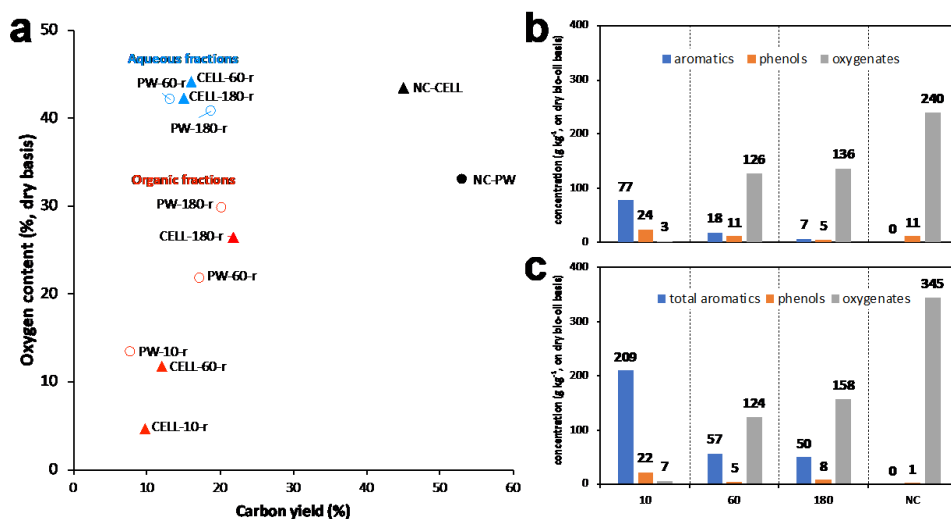 a
Oxygen content (%, dry basis)
50
40
30
20
10
0
Aqueous fractions
PW-60-r
CELL-60-r
CELL-180-r
PW-180-r
NC-CELL
Organic fractions
NC-PW
PW-180-r
CELL-180-r
PW-60-r
PW-10-r
CELL-60-r
CELL-10-r
0 10 20 30 40 50 60
Carbon yield (%)
b
concentration (g kg⁻¹, on dry bio-oil basis)
400
300
200
100
0
aromatics phenols oxygenates
77 24 3
18 11 126
7 5 136
0 11 240
c
concentration (g kg⁻¹, on dry bio-oil basis)
400
300
200
100
0
total aromatics phenols oxygenates
209 22 7
57 5 124
50 8 158
0 1 345
10 60 180 NC